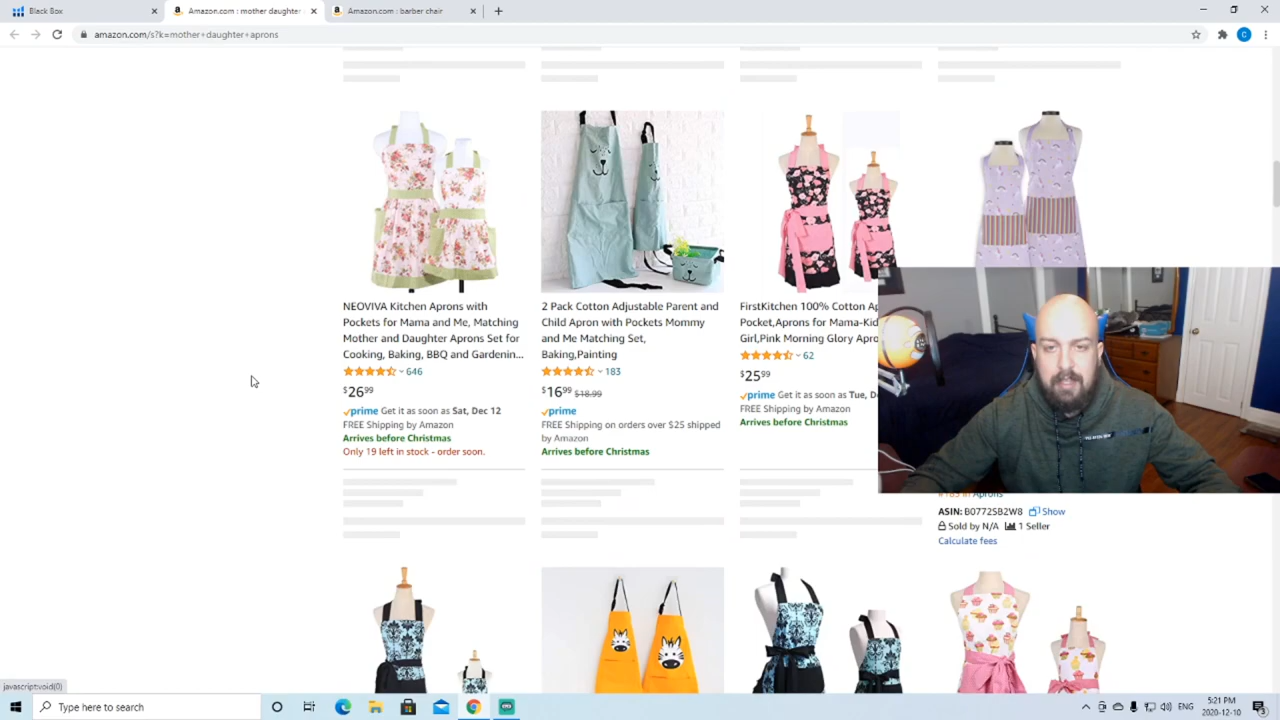 Black Box
Amazon.com : mother daughter
Amazon.com : barber chair
amazon.com/s?k=mother+daughter+aprons
NEOVIVA Kitchen Aprons with
Pockets for Mama and Me, Matching
Mother and Daughter Aprons Set for
Cooking, Baking, BBQ and Gardenin...
646
$26.99
prime Get it as soon as Sat, Dec 12
FREE Shipping by Amazon
Arrives before Christmas
Only 19 left in stock - order soon.
2 Pack Cotton Adjustable Parent and
Child Apron with Pockets Mommy
and Me Matching Set,
Baking,Painting
183
$16.99 $18.99
prime
FREE Shipping on orders over $25 shipped
by Amazon
Arrives before Christmas
FirstKitchen 100% Cotton Ap
Pocket,Aprons for Mama-Kid
Girl,Pink Morning Glory Apro
62
$25.99
prime Get it as soon as Tue, D
FREE Shipping by Amazon
Arrives before Christmas
#185 in Aprons
ASIN: B0772SB2W8 Show
Sold by N/A 1 Seller
Calculate fees
javascript:void(0)
Type here to search
ENG
5:21 PM
2020-12-10